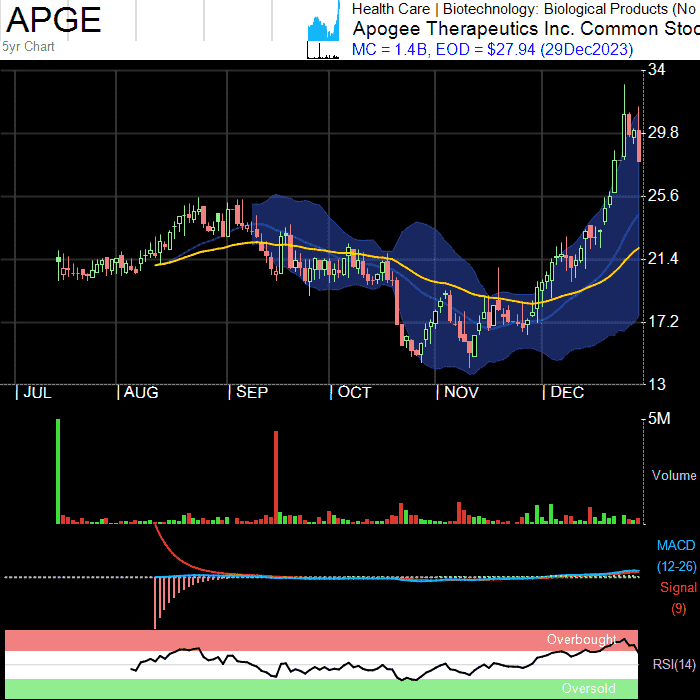 APGE
5yr Chart
Health Care | Biotechnology: Biological Products (No
Apogee Therapeutics Inc. Common Stoc
MC = 1.4B, EOD = $27.94 (29Dec2023)
34
29.8
25.6
21.4
17.2
13
|JUL |AUG |SEP |OCT |NOV |DEC
5M
Volume
MACD
(12-26)
Signal
(9)
Overbought
RSI(14)
Oversold